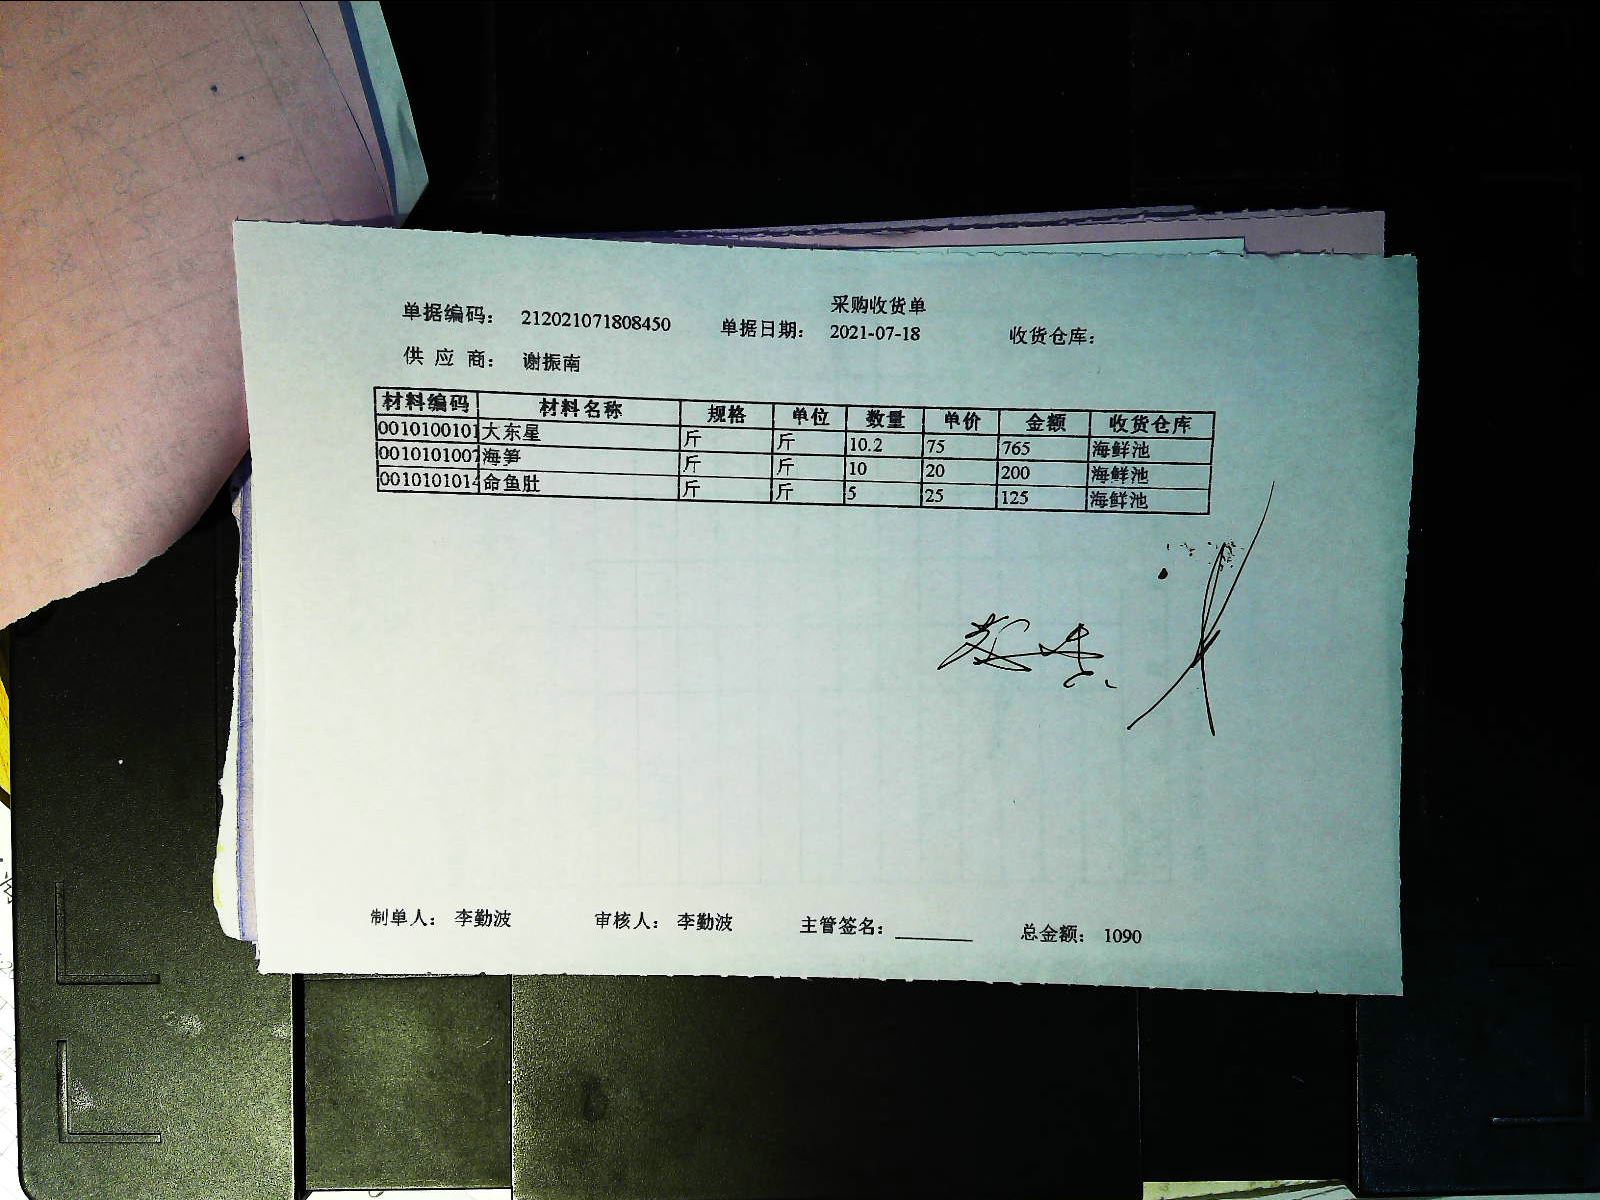 采购收货单
单据编码： 212021071808450 单据日期： 2021-07-18 收货仓库：
供 应 商： 谢振南
材料编码 材料名称 规格 单位 数量 单价 金额 收货仓库
0010100101 大东星 斤 斤 10.2 75 765 海鲜池
0010101007 海笋 斤 斤 10 20 200 海鲜池
0010101014 命鱼肚 斤 斤 5 25 125 海鲜池
制单人： 李勤波 审核人： 李勤波 主管签名：________ 总金额： 1090